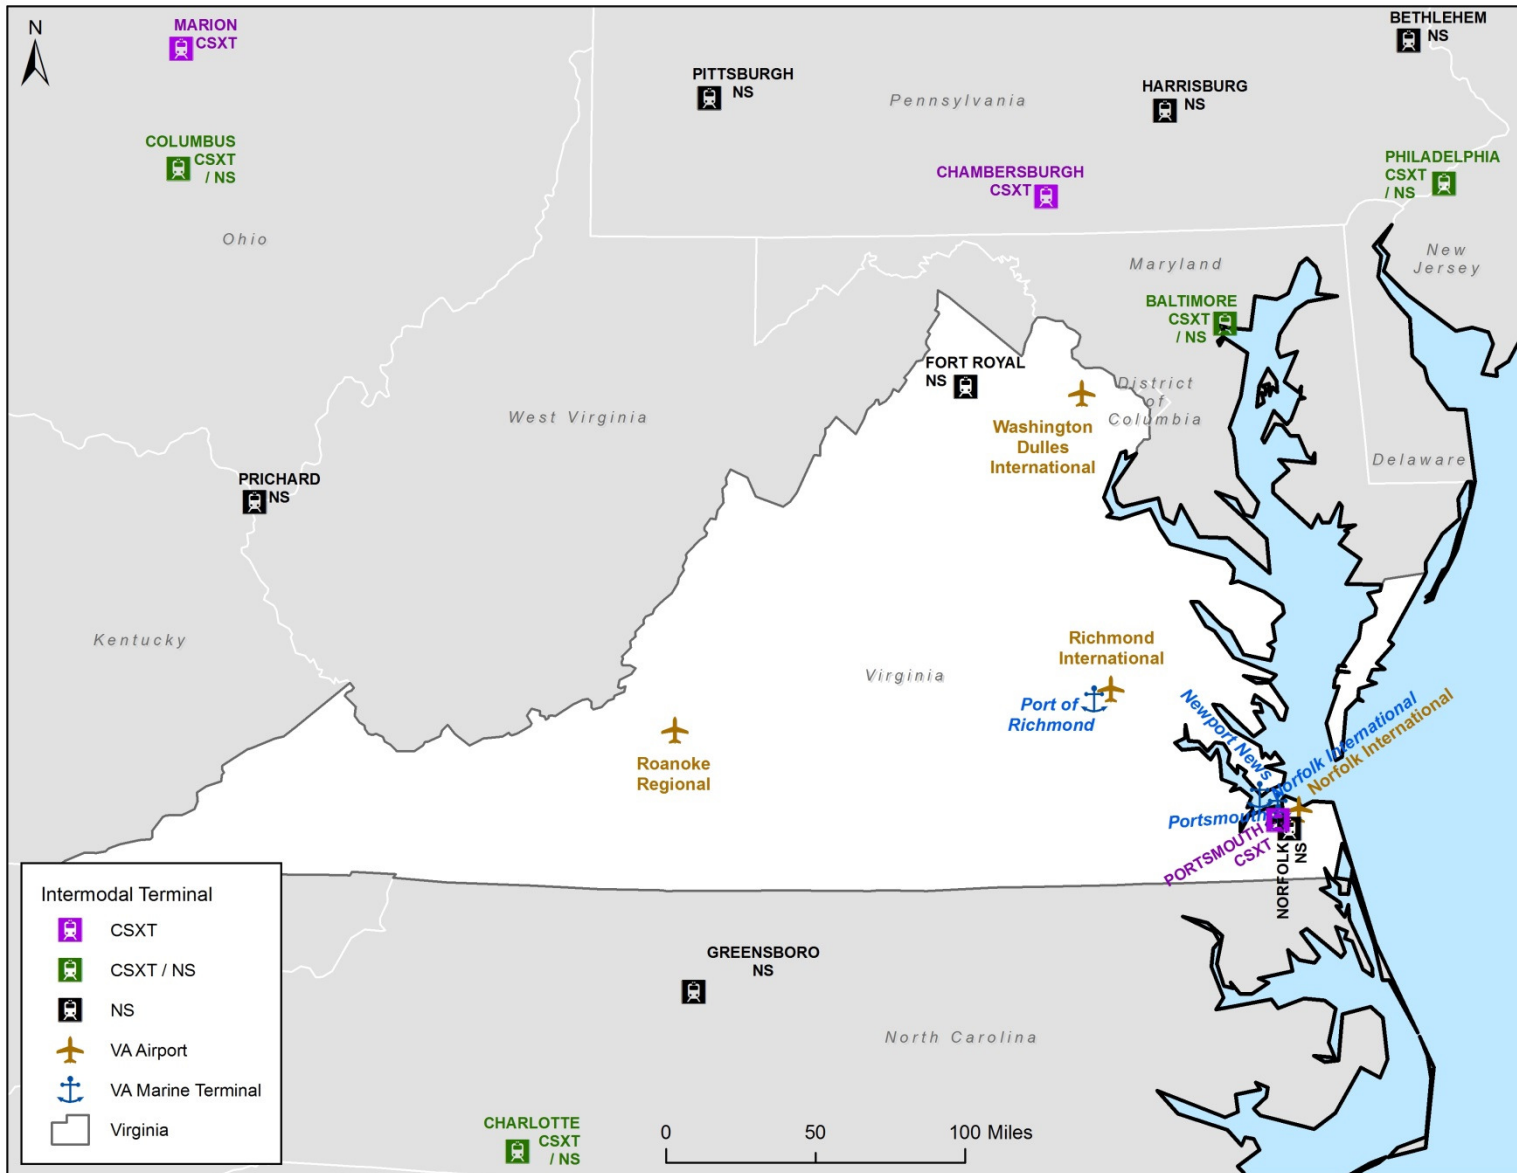 N
MARION
CSXT
COLUMBUS
CSXT
/ NS
Ohio
PITTSBURGH
NS
Pennsylvania
HARRISBURG
NS
BETHLEHEM
NS
CHAMBERSBURGH
CSXT
PHILADELPHIA
CSXT
/ NS
New
Jersey
Maryland
BALTIMORE
CSXT
/ NS
FORT ROYAL
NS
District
of
Columbia
Washington
Dulles
International
West Virginia
Delaware
PRICHARD
NS
Kentucky
Richmond
International
Virginia
Port of
Richmond
Roanoke
Regional
Newport News
Norfolk International
Norfolk International
Portsmouth
PORTSMOUTH
CSXT
NORFOLK
NS
GREENSBORO
NS
North Carolina
CHARLOTTE
CSXT
/ NS
0 50 100 Miles
Intermodal Terminal
CSXT
CSXT / NS
NS
VA Airport
VA Marine Terminal
Virginia